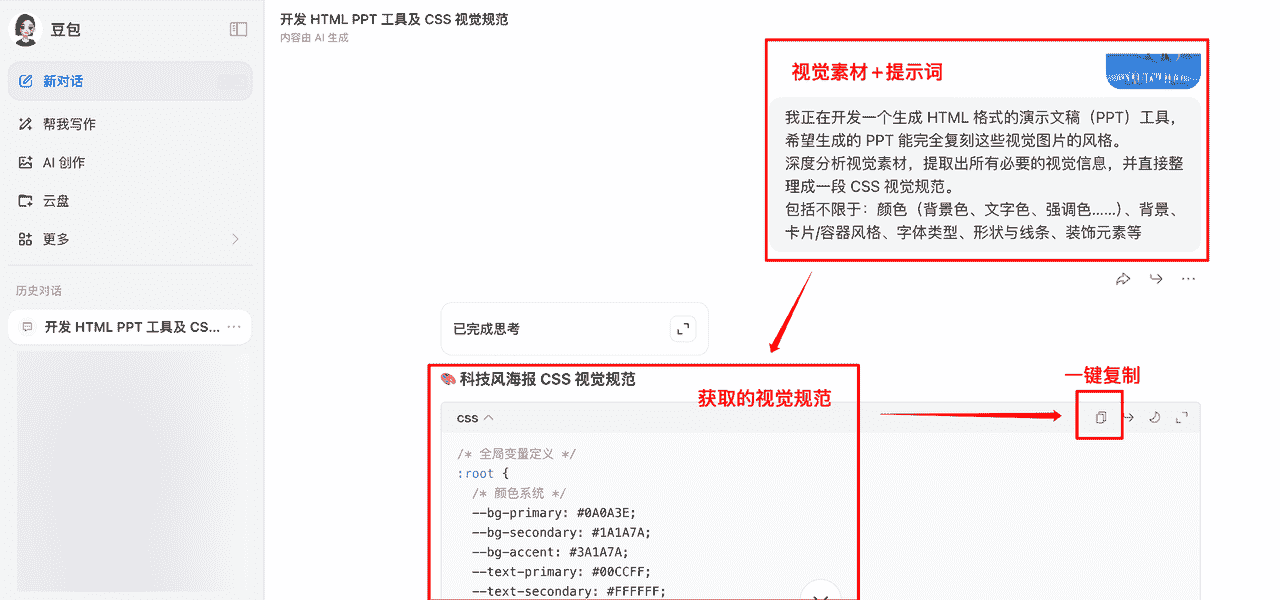 豆包
新对话
帮我写作
AI 创作
云盘
更多
历史对话
开发 HTML PPT 工具及 CS...
开发 HTML PPT 工具及 CSS 视觉规范
内容由 AI 生成
视觉素材+提示词
我正在开发一个生成 HTML 格式的演示文稿（PPT）工具，
希望生成的 PPT 能完全复刻这些视觉图片的风格。
深度分析视觉素材，提取出所有必要的视觉信息，并直接整
理成一段 CSS 视觉规范。
包括不限于：颜色（背景色、文字色、强调色......）、背景、
卡片/容器风格、字体类型、形状与线条、装饰元素等
已完成思考
科技风海报 CSS 视觉规范
获取的视觉规范
一键复制
css
/* 全局变量定义 */
:root {
/* 颜色系统 */
--bg-primary: #0A0A3E;
--bg-secondary: #1A1A7A;
--bg-accent: #3A1A7A;
--text-primary: #00CCFF;
--text-secondary: #FFFFFF;